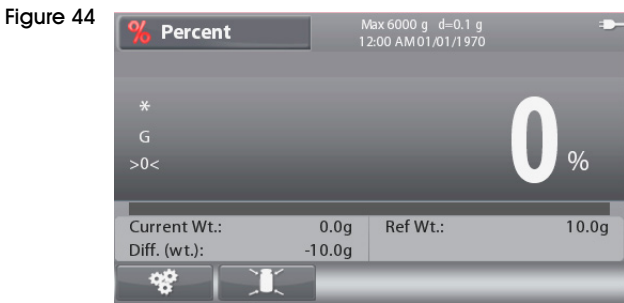 Figure 44
% Percent
Max 6000 g d=0.1 g
12:00 AM 01/01/1970
*
G
>0<
0 %
Current Wt.: 0.0g
Diff. (wt.): -10.0g
Ref Wt.: 10.0g